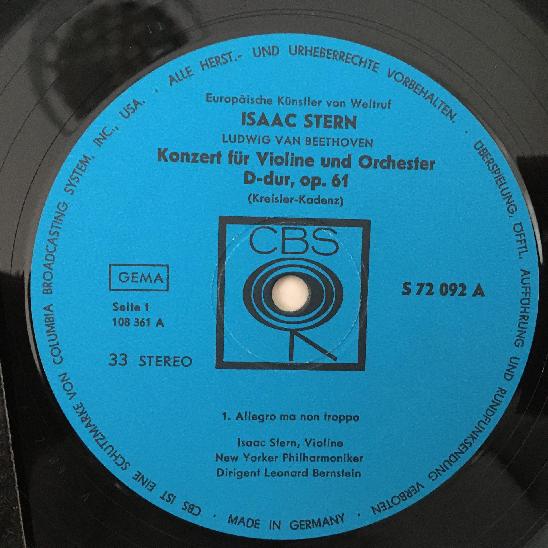 CBS IST EINE SCHUTZMARKE VON COLUMBIA BROADCASTING SYSTEM, INC., USA. · ALLE HERST.- UND URHEBERRECHTE VORBEHALTEN. · ÜBERSPIELUNG, ÖFFTL. AUFFÜHRUNG UND RUNDFUNKSENDUNG VERBOTEN · MADE IN GERMANY ·
Europäische Künstler von Weltruf
ISAAC STERN
LUDWIG VAN BEETHOVEN
Konzert für Violine und Orchester
D-dur, op. 61
(Kreisler-Kadenz)
CBS
GEMA
S 72 092 A
Seite 1
108 361 A
33 STEREO
1. Allegro ma non troppo
Isaac Stern, Violine
New Yorker Philharmoniker
Dirigent Leonard Bernstein